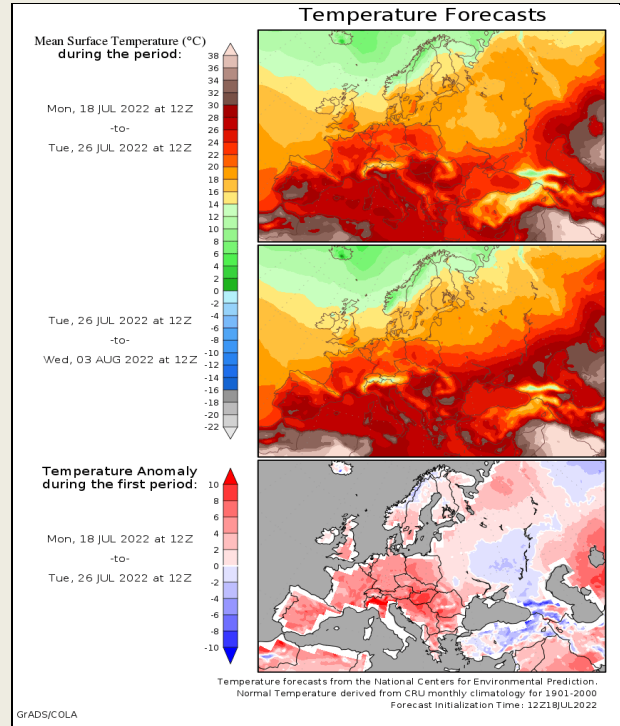 Temperature Forecasts
Mean Surface Temperature (°C)
during the period:
Mon, 18 JUL 2022 at 12Z
-to-
Tue, 26 JUL 2022 at 12Z
Tue, 26 JUL 2022 at 12Z
-to-
Wed, 03 AUG 2022 at 12Z
38
36
34
32
30
28
26
24
22
20
18
16
14
12
10
8
6
4
2
0
-2
-4
-6
-8
-10
-12
-14
-16
-18
-20
-22
Temperature Anomaly
during the first period:
Mon, 18 JUL 2022 at 12Z
-to-
Tue, 26 JUL 2022 at 12Z
10
8
6
4
2
0
-2
-4
-6
-8
-10
Temperature forecasts from the National Centers for Environmental Prediction.
Normal Temperature derived from CRU monthly climatology for 1901-2000
Forecast Initialization Time: 12Z18JUL2022
GrADS/COLA